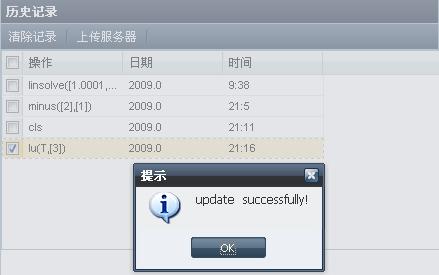 历史记录
清除记录 上传服务器
操作 日期 时间
linsolve([1.0001,... 2009.0 9:38
minus([2],[1]) 2009.0 21:5
cls 2009.0 21:11
lu(T,[3]) 2009.0 21:16
提示
update successfully!
OK